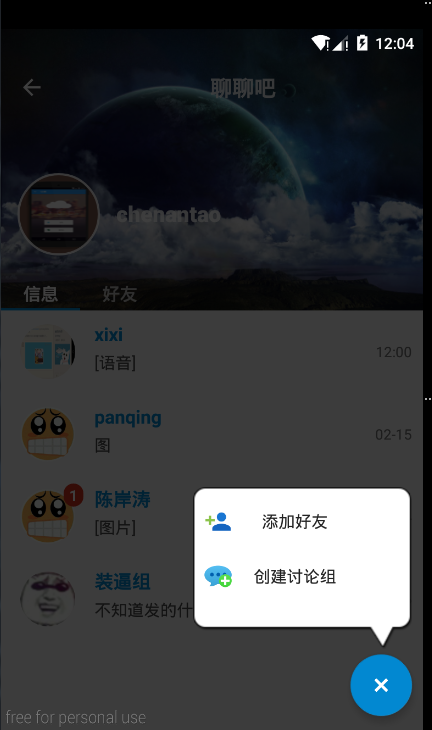 12:04
聊聊吧
chenantao
信息 好友
xixi
12:00
[语音]
panqing
02-15
图
1
陈岸涛
[图片]
添加好友
创建讨论组
装逼组
不知道发的什
free for personal use